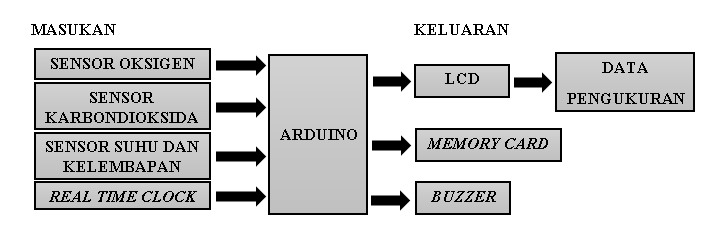 MASUKAN
SENSOR OKSIGEN
SENSOR
KARBONDIOKSIDA
SENSOR SUHU DAN
KELEMBAPAN
REAL TIME CLOCK
ARDUINO
KELUARAN
LCD
DATA
PENGUKURAN
MEMORY CARD
BUZZER